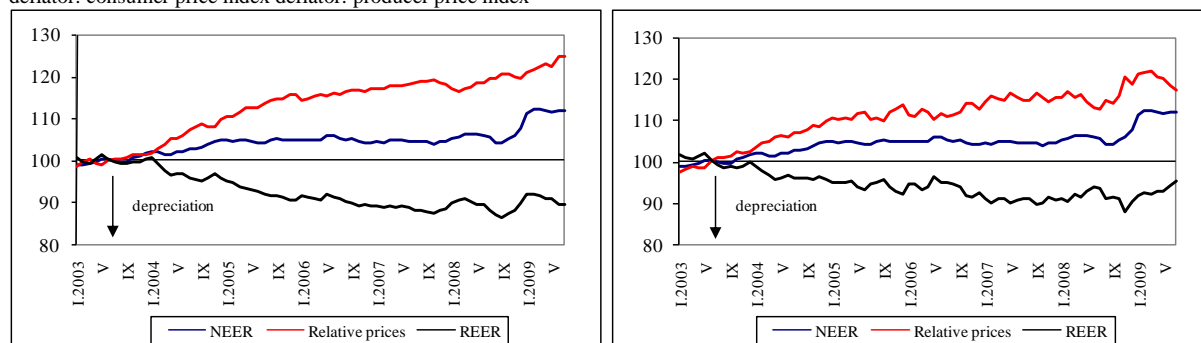 deflator: consumer price index deflator: producer price index
130
120
110
100
90
80
depreciation
I.2003 V IX I.2004 V IX I.2005 V IX I.2006 V IX I.2007 V IX I.2008 V IX I.2009 V
NEER Relative prices REER
130
120
110
100
90
80
depreciation
I.2003 V IX I.2004 V IX I.2005 V IX I.2006 V IX I.2007 V IX I.2008 V IX I.2009 V
NEER Relative prices REER